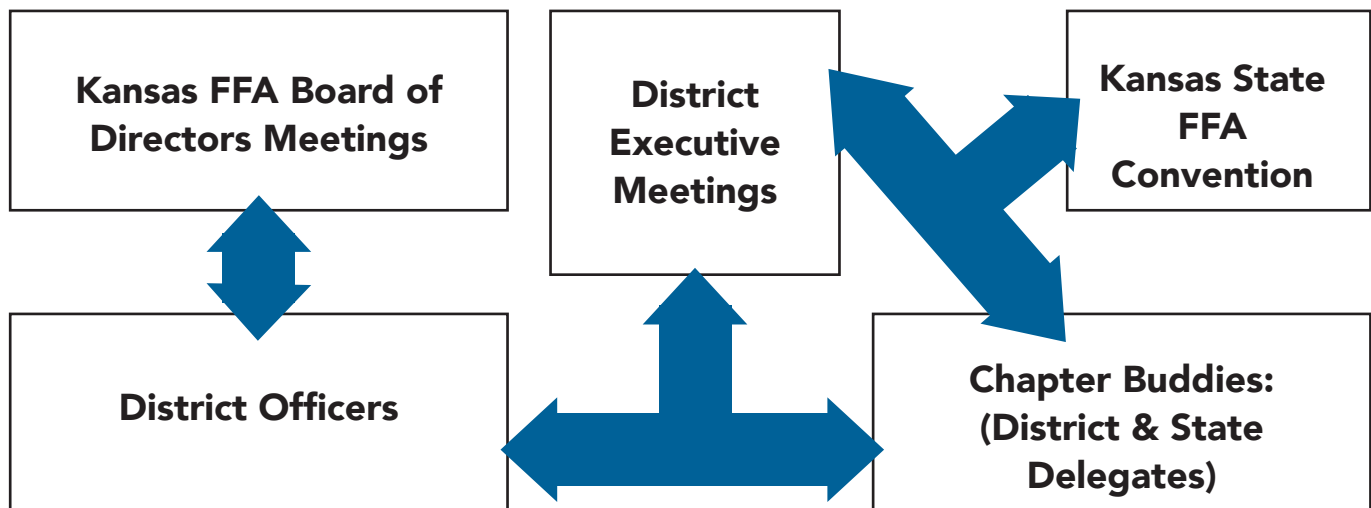 Kansas FFA Board of
Directors Meetings
District
Executive
Meetings
Kansas State
FFA
Convention
District Officers
Chapter Buddies:
(District & State
Delegates)